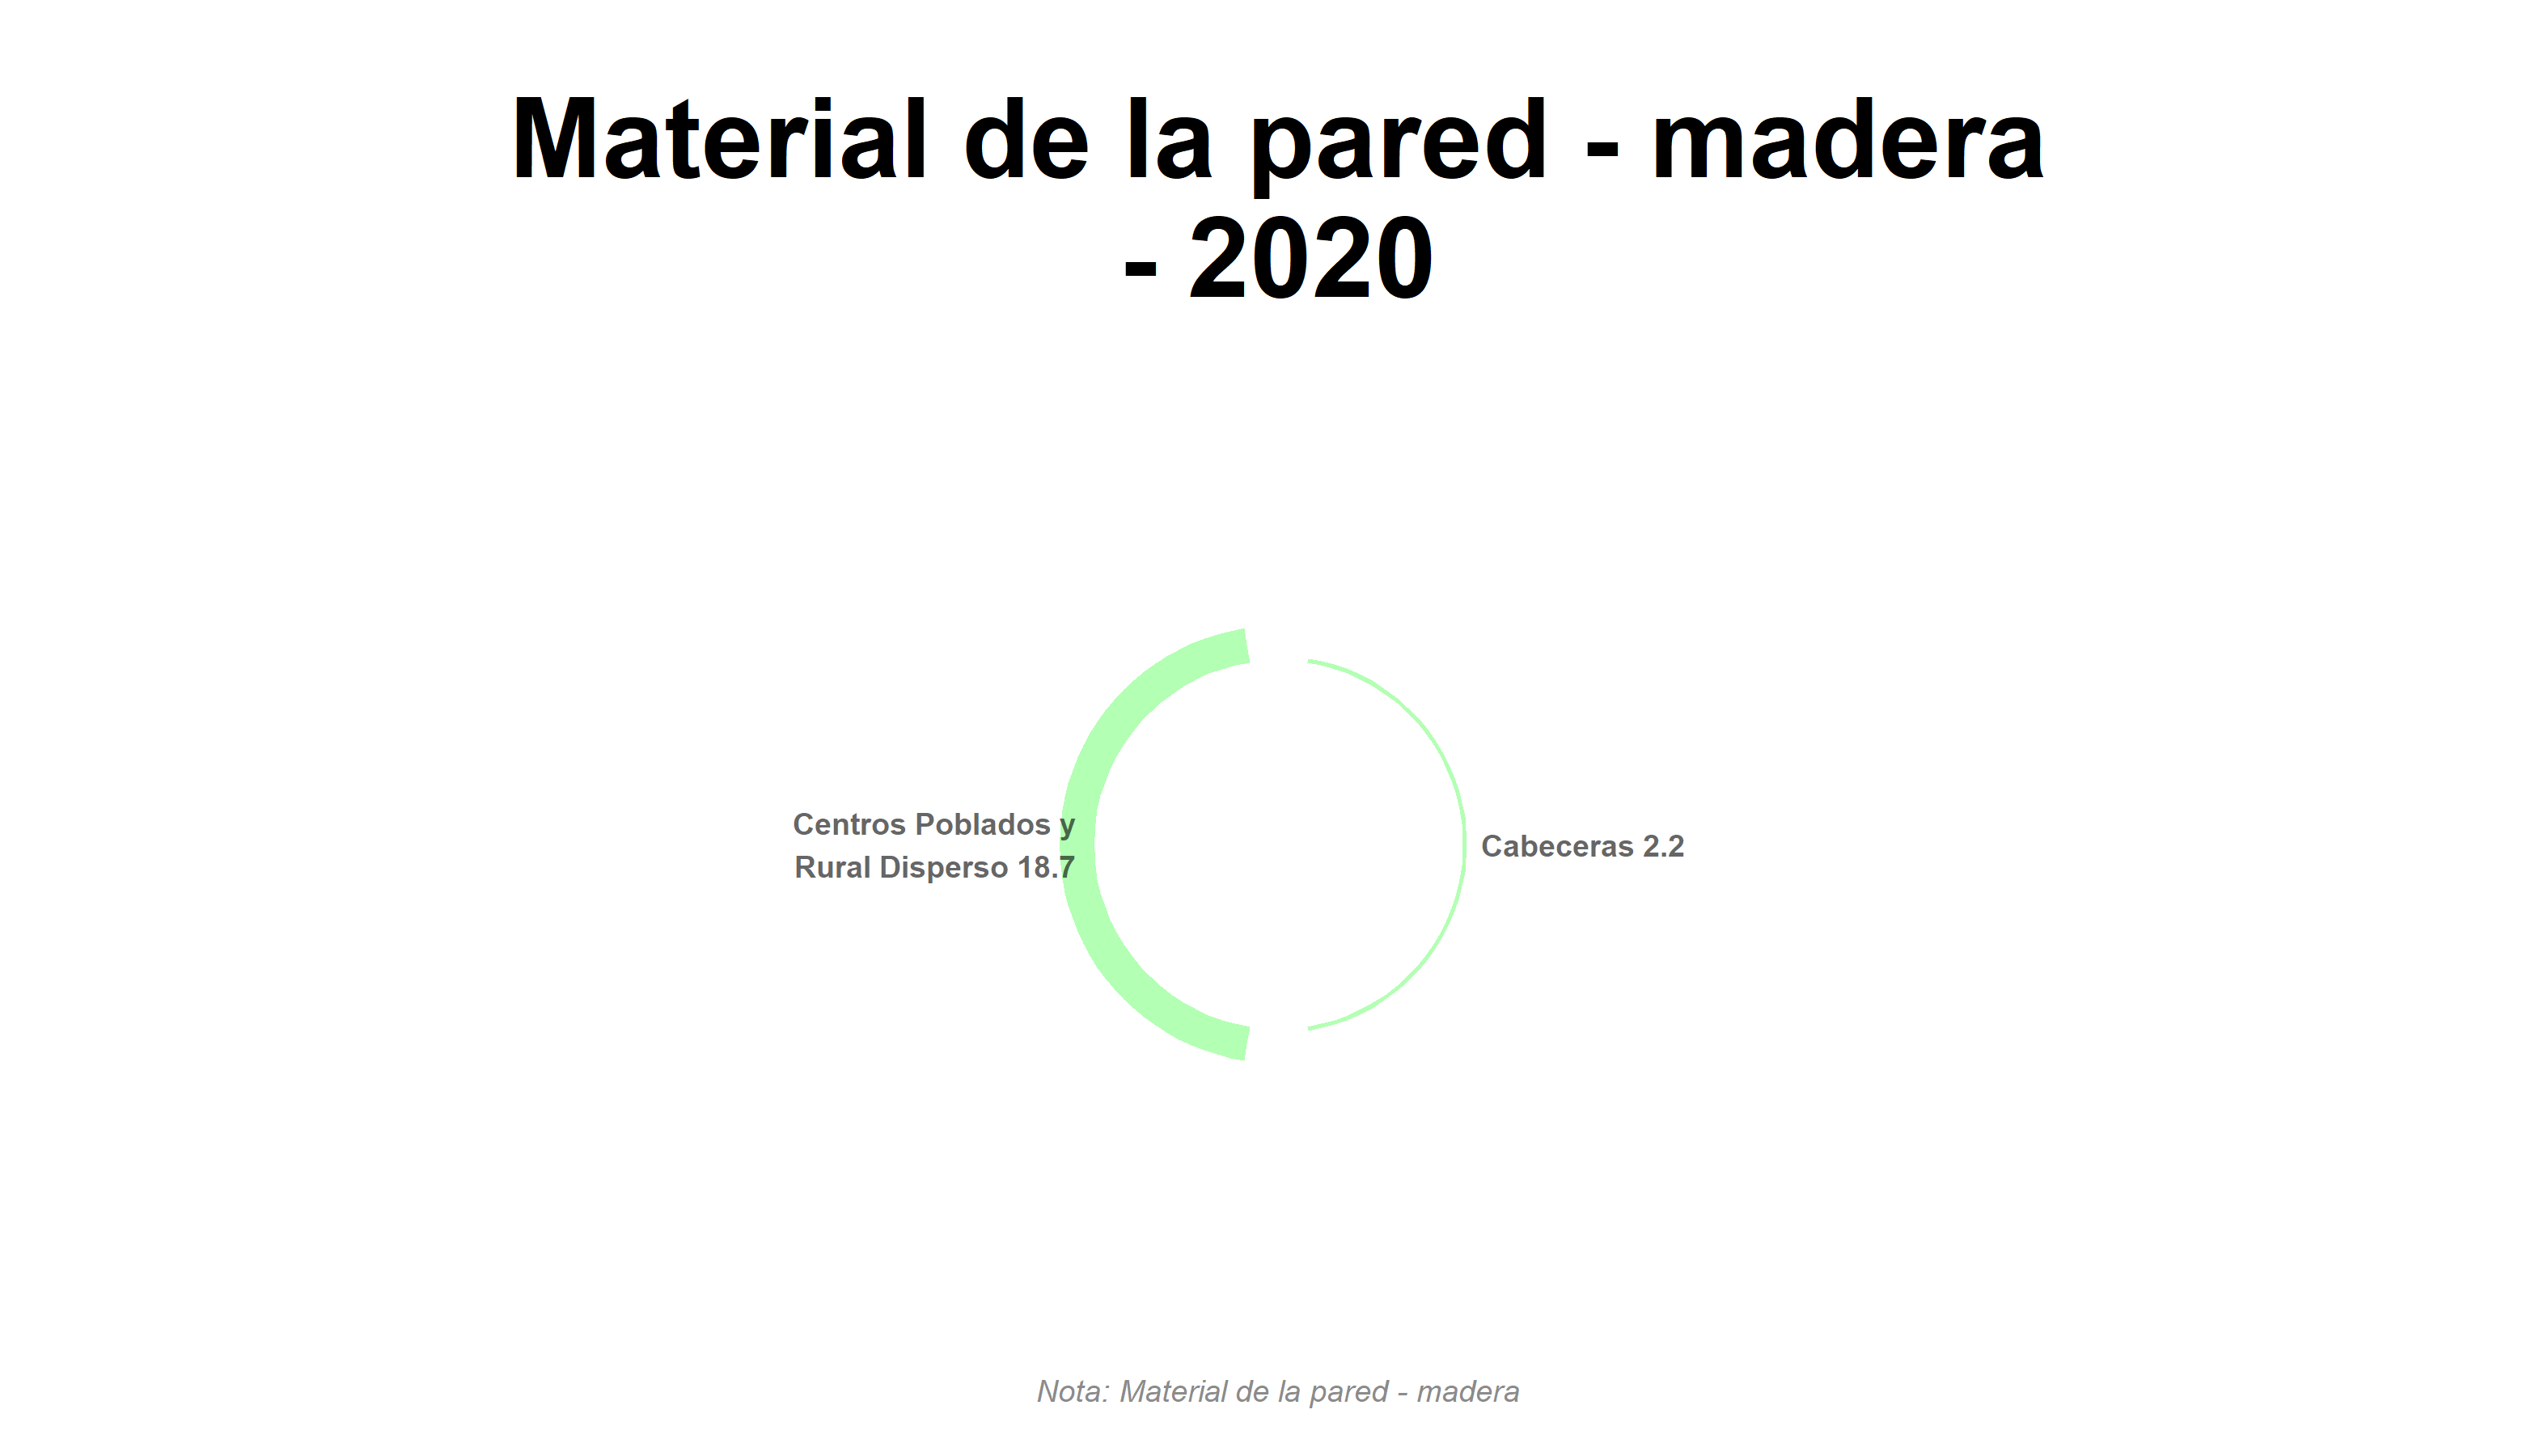 Material de la pared - madera
- 2020
Centros Poblados y
Rural Disperso 18.7
Cabeceras 2.2
Nota: Material de la pared - madera